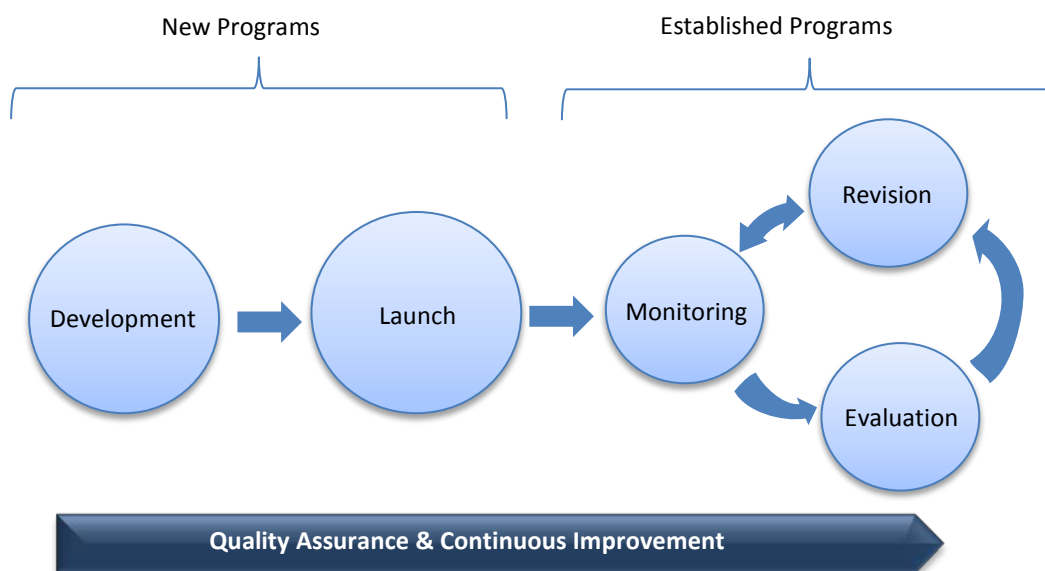 New Programs
Established Programs
Development
Launch
Monitoring
Revision
Evaluation
Quality Assurance & Continuous Improvement